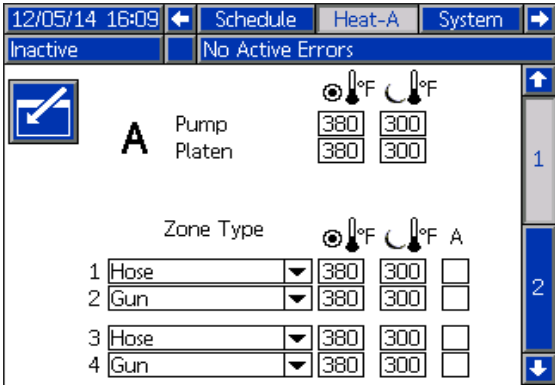 12/05/14 16:09 Schedule Heat-A System
Inactive No Active Errors
°F °F
A
Pump 380 300
Platen 380 300
1
Zone Type °F °F A
1 Hose 380 300
2 Gun 380 300
2
3 Hose 380 300
4 Gun 380 300